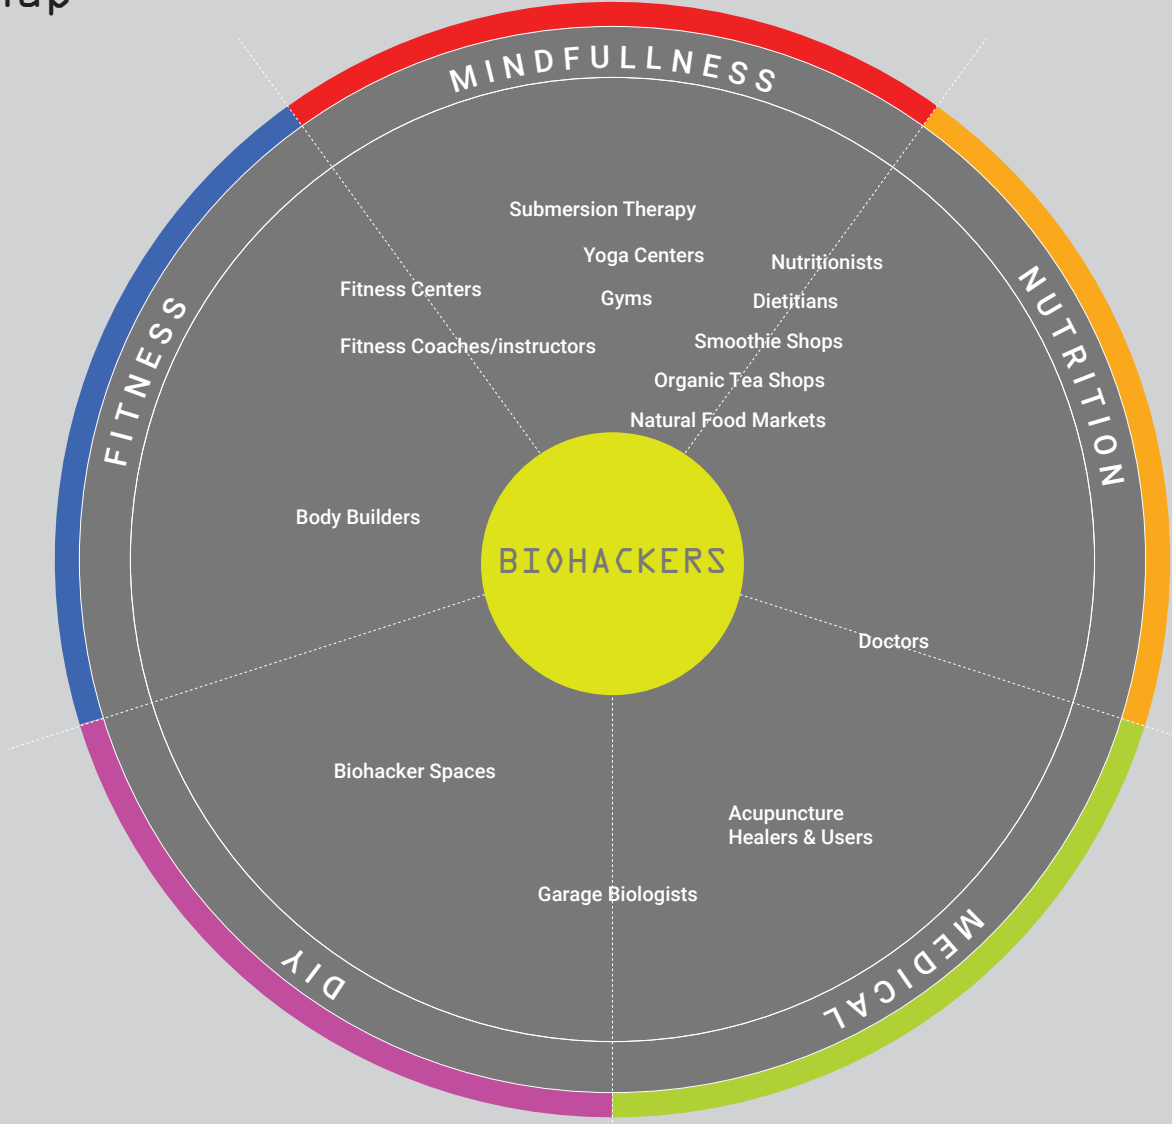 MINDFULLNESS
Submersion Therapy
Yoga Centers
Nutritionists
Fitness Centers
Gyms
Dietitians
Smoothie Shops
Fitness Coaches/instructors
Organic Tea Shops
Natural Food Markets
FITNESS
NUTRITION
Body Builders
BIOHACKERS
Doctors
Biohacker Spaces
Acupuncture
Healers & Users
Garage Biologists
DIY
MEDICAL